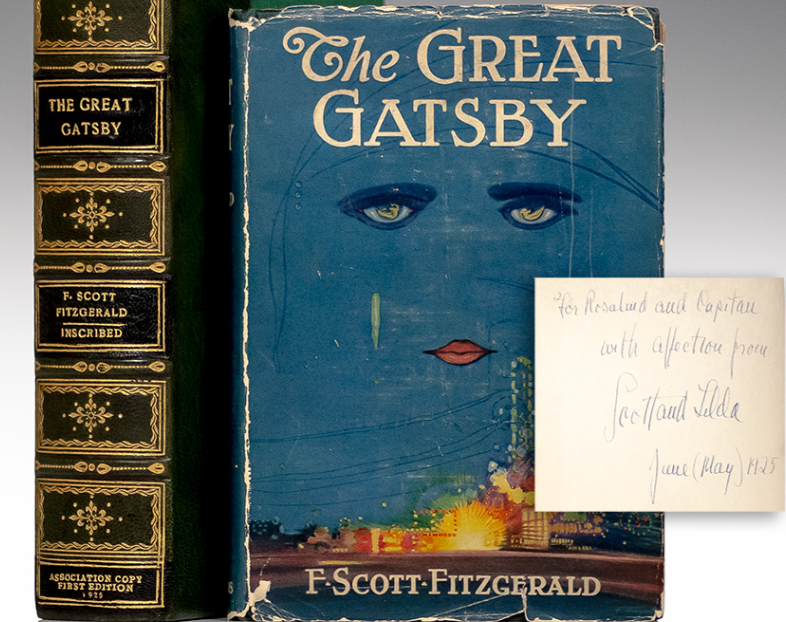 THE GREAT
GATSBY
F. SCOTT
FITZGERALD
INSCRIBED
ASSOCIATION COPY
FIRST EDITION
1925
The GREAT
GATSBY
F·SCOTT·FITZGERALD
For Rosalind and Capitan
with affection from
Scott and Zelda
June (May) 1925